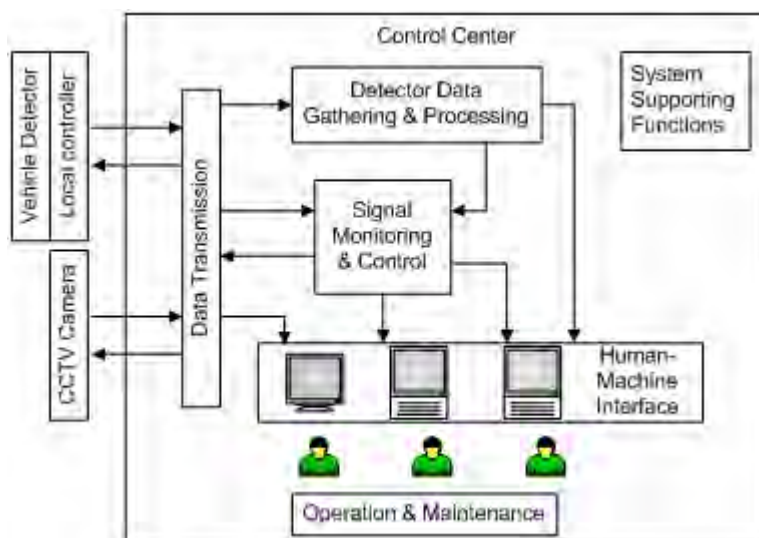 Control Center
Vehicle Detector
Local controller
CCTV Camera
Data Transmission
Detector Data
Gathering & Processing
System
Supporting
Functions
Signal
Monitoring
& Control
Human-
Machine
Interface
Operation & Maintenance